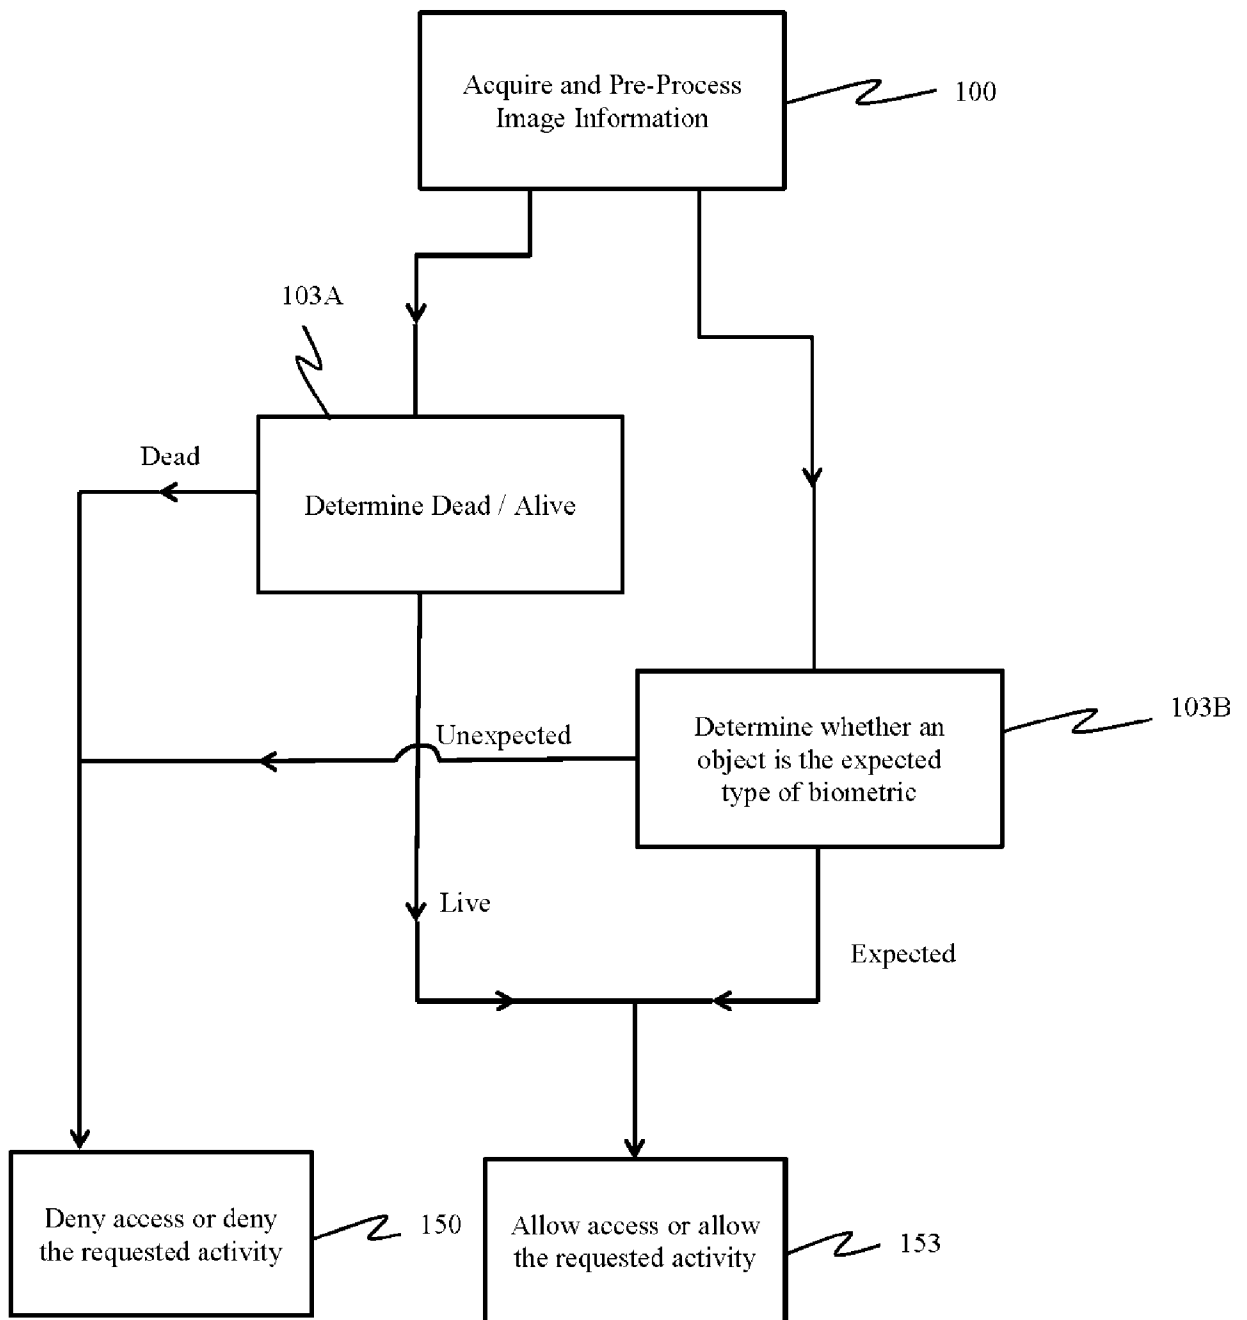 Acquire and Pre-Process
Image Information
100
103A
Dead
Determine Dead / Alive
Unexpected
Determine whether an
object is the expected
type of biometric
103B
Live
Expected
Deny access or deny
the requested activity
150
Allow access or allow
the requested activity
153